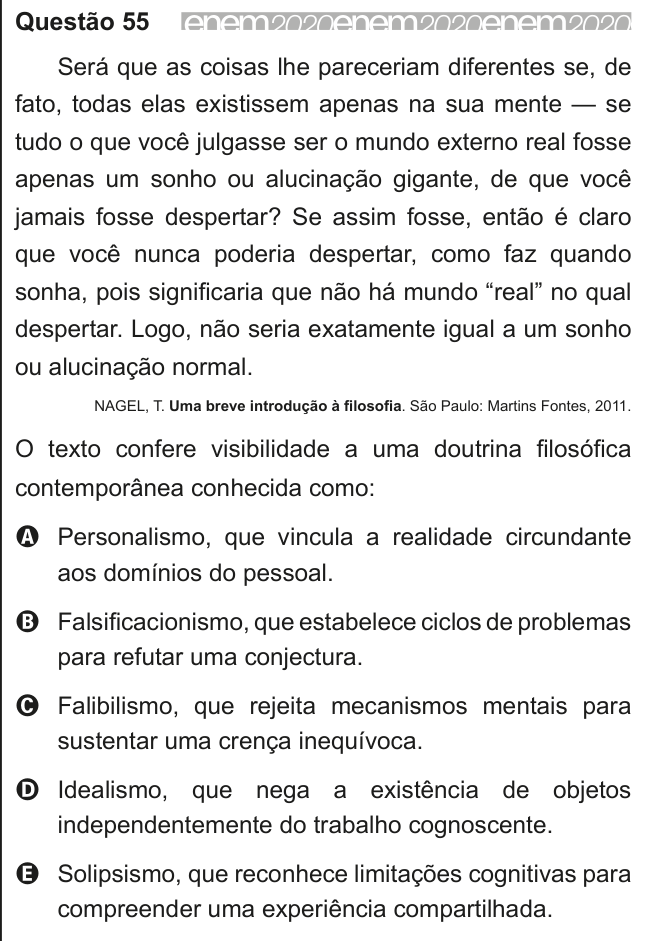 Questão 55 enem2020enem2020enem2020
Será que as coisas lhe pareceriam diferentes se, de
fato, todas elas existissem apenas na sua mente — se
tudo o que você julgasse ser o mundo externo real fosse
apenas um sonho ou alucinação gigante, de que você
jamais fosse despertar? Se assim fosse, então é claro
que você nunca poderia despertar, como faz quando
sonha, pois significaria que não há mundo “real” no qual
despertar. Logo, não seria exatamente igual a um sonho
ou alucinação normal.
NAGEL, T. Uma breve introdução à filosofia. São Paulo: Martins Fontes, 2011.
O texto confere visibilidade a uma doutrina filosófica
contemporânea conhecida como:
A Personalismo, que vincula a realidade circundante
aos domínios do pessoal.
B Falsificacionismo, que estabelece ciclos de problemas
para refutar uma conjectura.
C Falibilismo, que rejeita mecanismos mentais para
sustentar uma crença inequívoca.
D Idealismo, que nega a existência de objetos
independentemente do trabalho cognoscente.
E Solipsismo, que reconhece limitações cognitivas para
compreender uma experiência compartilhada.